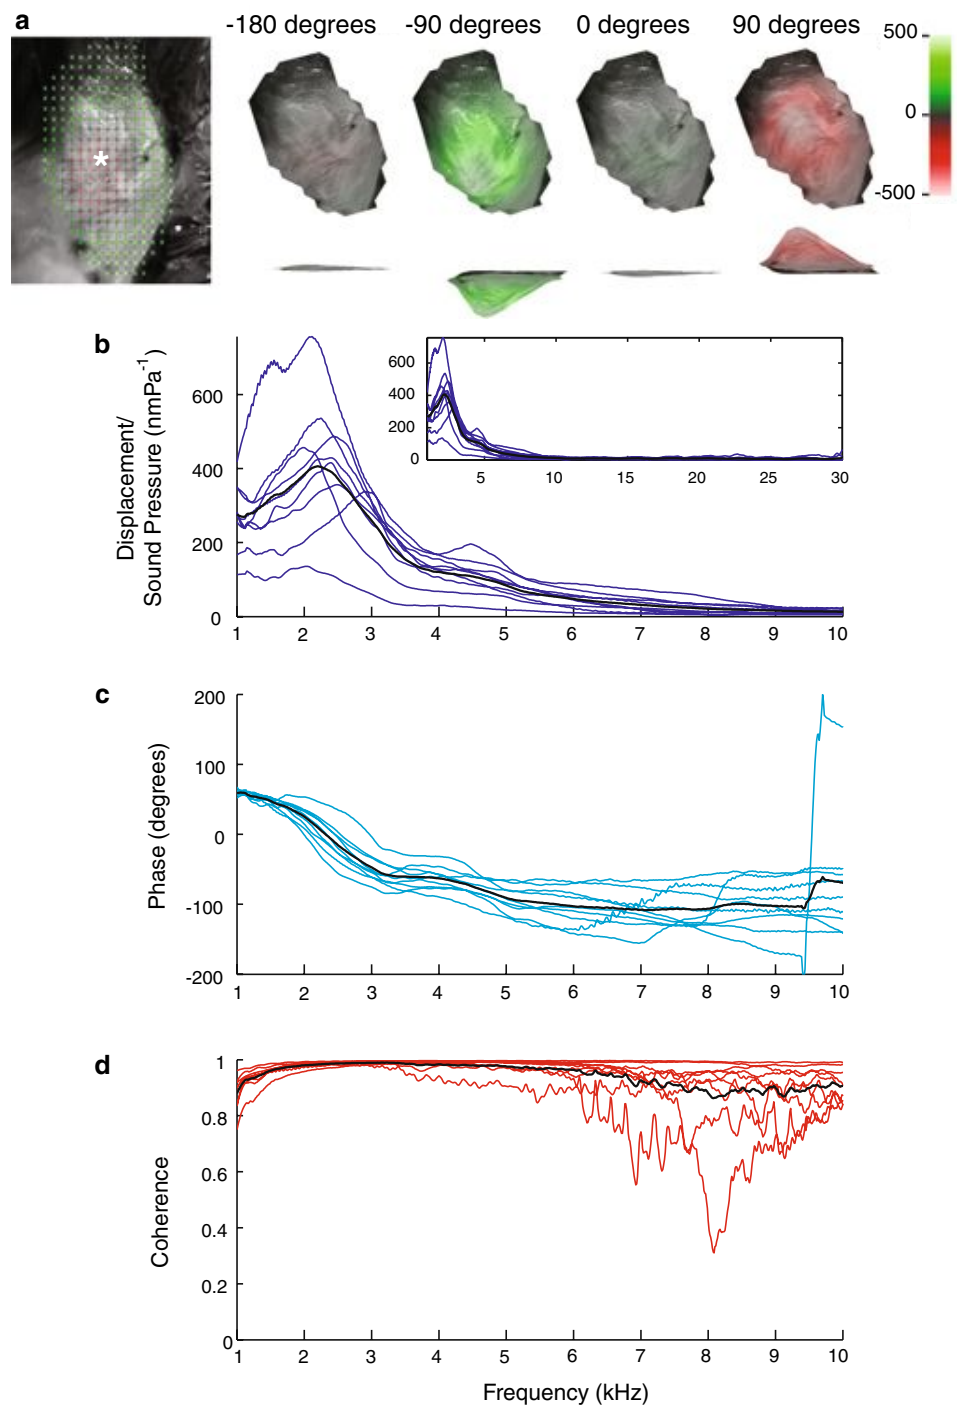 a
-180 degrees -90 degrees 0 degrees 90 degrees
500
0
-500
*
b
Displacement/
Sound Pressure (nmPa-1)
600
400
200
0
1 2 3 4 5 6 7 8 9 10
600
400
200
0
5 10 15 20 25 30
c
Phase (degrees)
200
100
0
-100
-200
1 2 3 4 5 6 7 8 9 10
d
Coherence
1
0.8
0.6
0.4
0.2
0
1 2 3 4 5 6 7 8 9 10
Frequency (kHz)